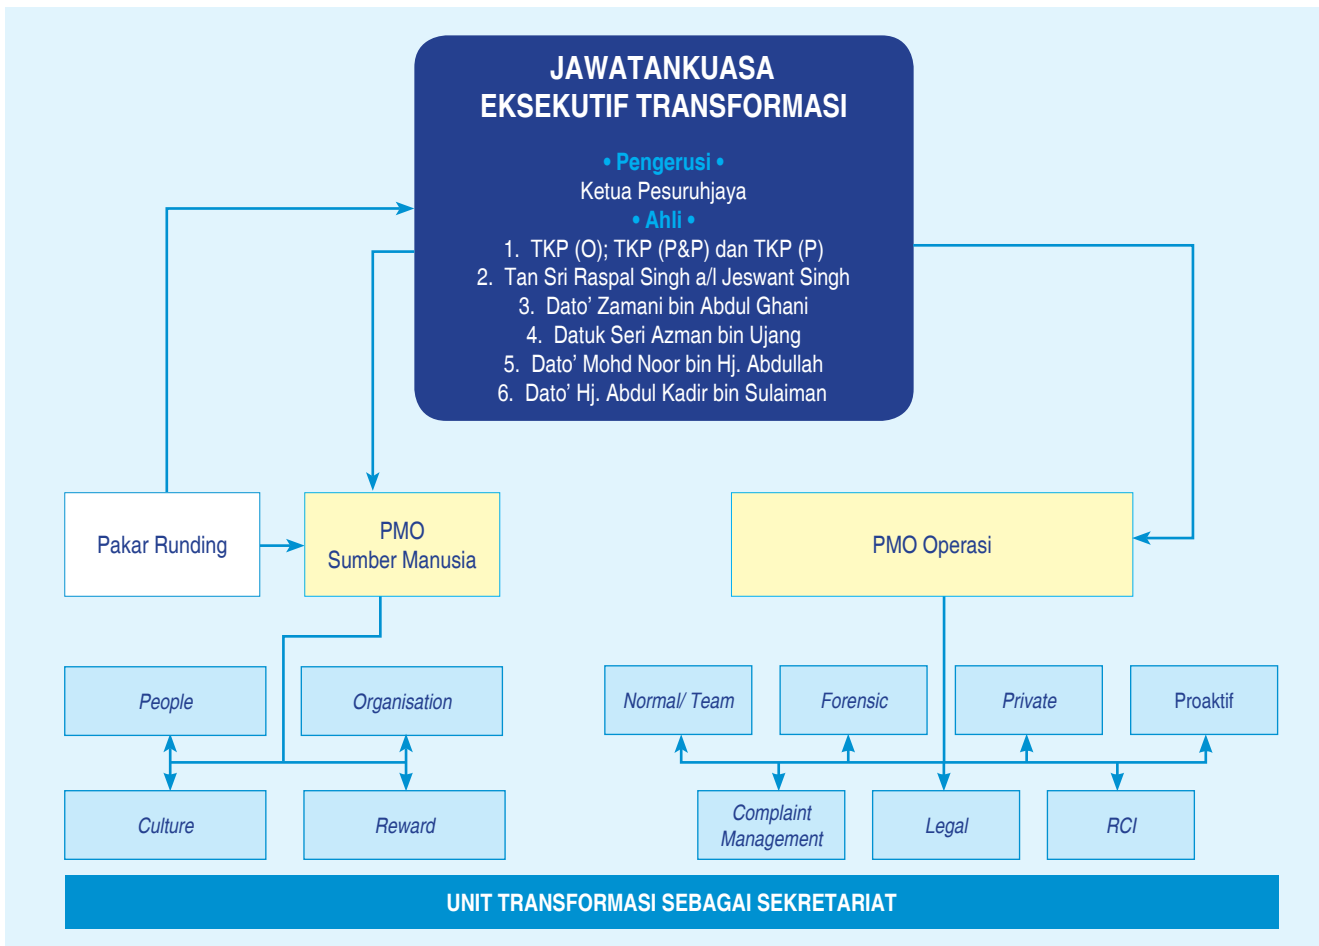 JAWATANKUASA
EKSEKUTIF TRANSFORMASI
• Pengerusi •
Ketua Pesuruhjaya
• Ahli •
1. TKP (O); TKP (P&P) dan TKP (P)
2. Tan Sri Raspal Singh a/l Jeswant Singh
3. Dato’ Zamani bin Abdul Ghani
4. Datuk Seri Azman bin Ujang
5. Dato’ Mohd Noor bin Hj. Abdullah
6. Dato’ Hj. Abdul Kadir bin Sulaiman
Pakar Runding
PMO
Sumber Manusia
PMO Operasi
People
Organisation
Normal/ Team
Forensic
Private
Proaktif
Culture
Reward
Complaint
Management
Legal
RCI
UNIT TRANSFORMASI SEBAGAI SEKRETARIAT